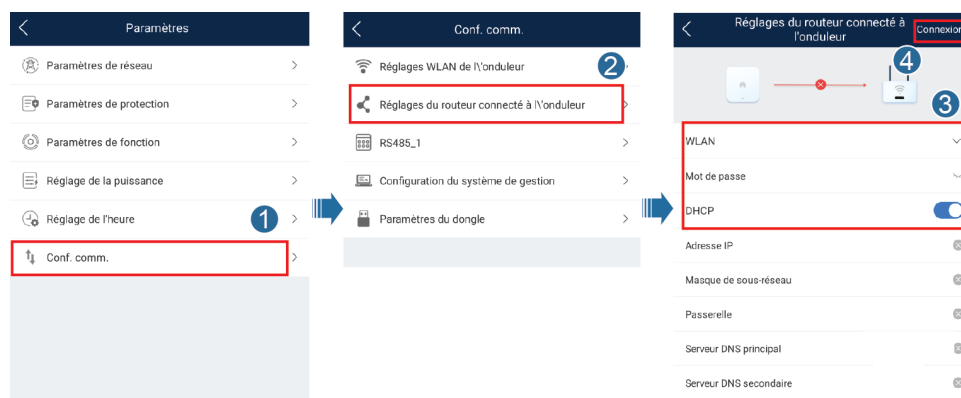 Paramètres
Paramètres de réseau
Paramètres de protection
Paramètres de fonction
Réglage de la puissance
Réglage de l'heure
1
Conf. comm.
Conf. comm.
Réglages WLAN de l\'onduleur
2
Réglages du routeur connecté à l\'onduleur
RS485_1
Configuration du système de gestion
Paramètres du dongle
Réglages du routeur connecté à
l'onduleur
Connexion
4
3
WLAN
Mot de passe
DHCP
Adresse IP
Masque de sous-réseau
Passerelle
Serveur DNS principal
Serveur DNS secondaire